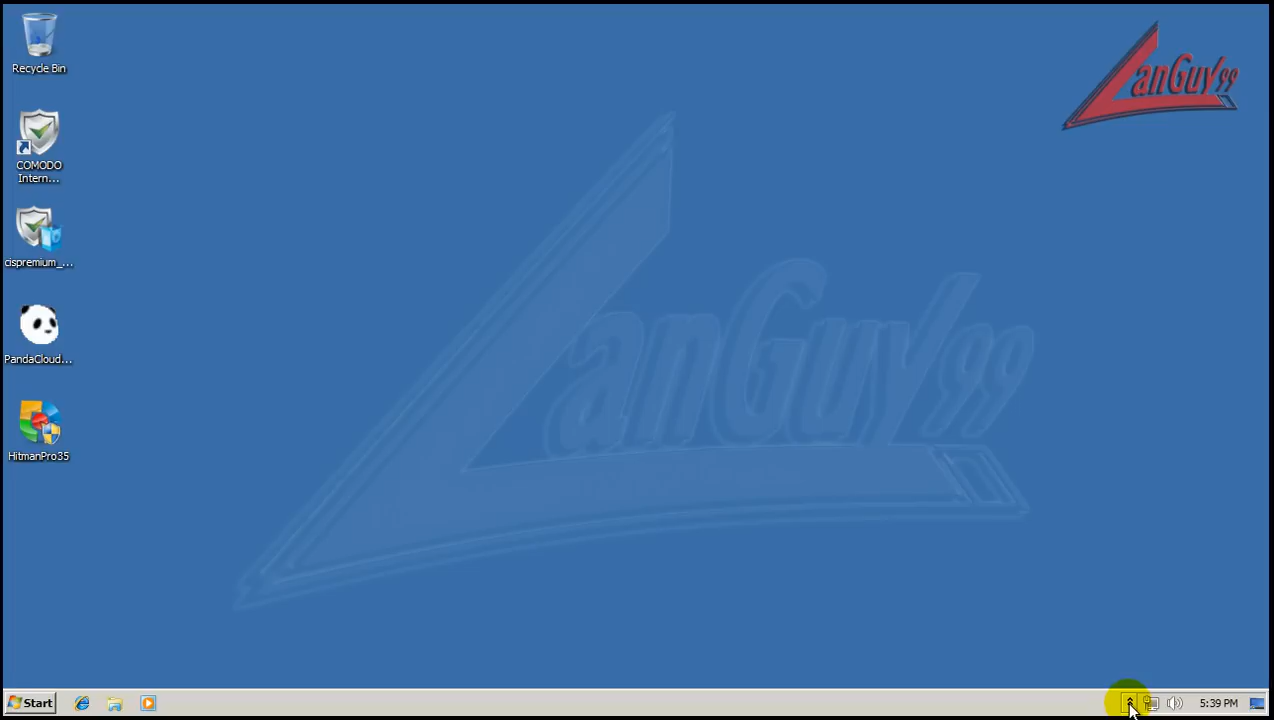 Recycle Bin
LanGuy99
COMODO
Intern...
cispremium_...
PandaCloud...
LanGuy99
HitmanPro35
Start
5:39 PM